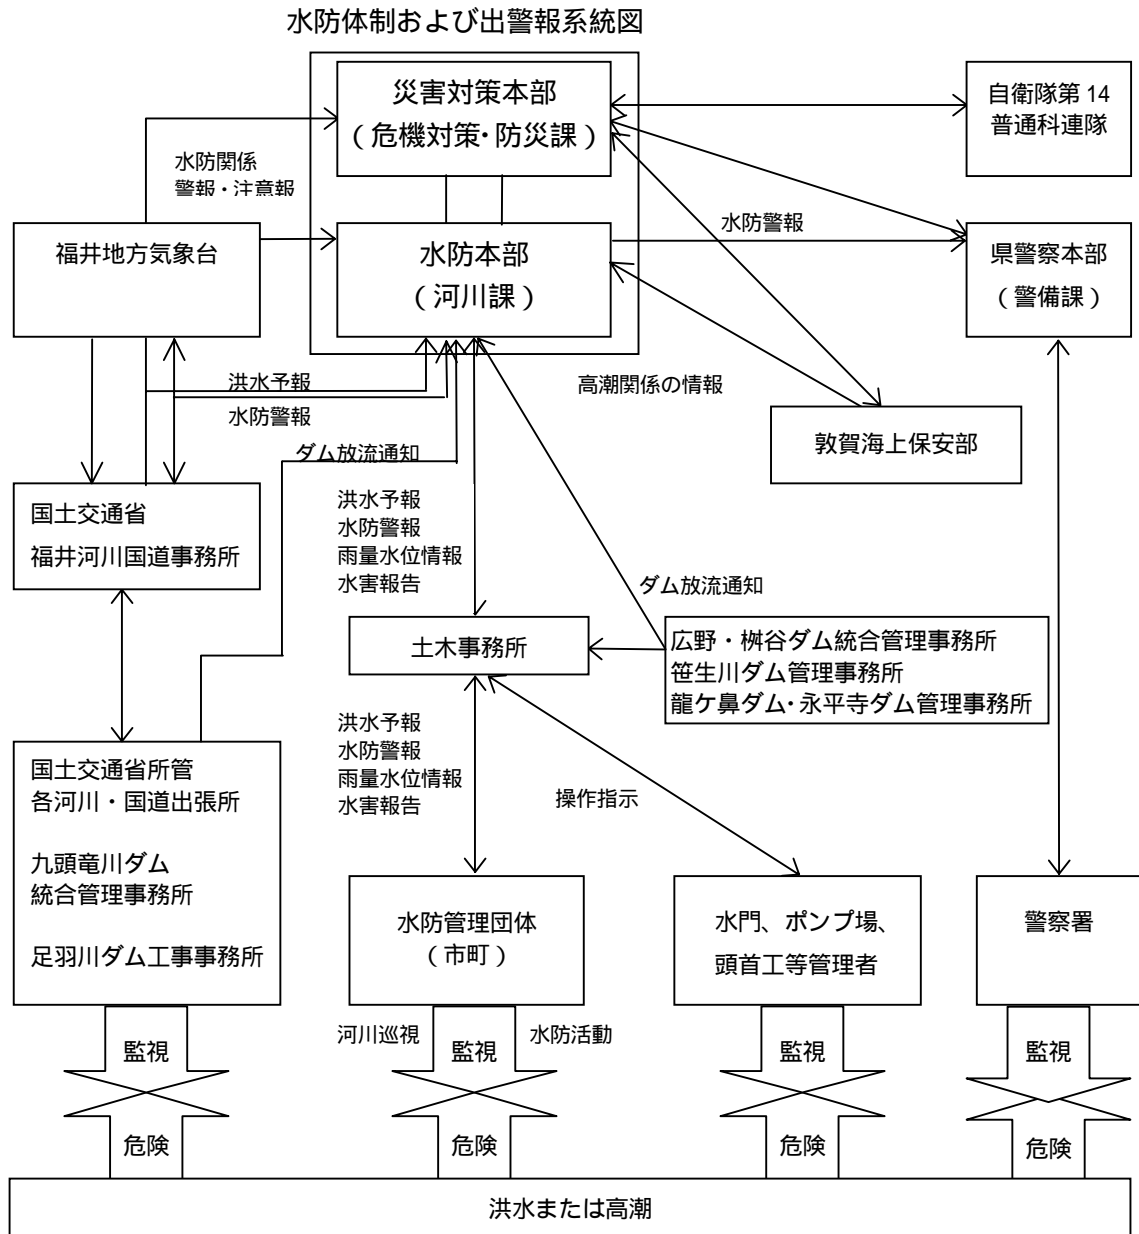 水防体制および出警報系統図
災害対策本部
（危機対策・防災課）
自衛隊第 14
普通科連隊
水防関係
警報・注意報
福井地方気象台
水防本部
（河川課）
水防警報
県警察本部
（警備課）
洪水予報
水防警報
高潮関係の情報
敦賀海上保安部
ダム放流通知
国土交通省
福井河川国道事務所
洪水予報
水防警報
雨量水位情報
水害報告
ダム放流通知
土木事務所
広野・桝谷ダム統合管理事務所
笹生川ダム管理事務所
龍ケ鼻ダム・永平寺ダム管理事務所
洪水予報
水防警報
雨量水位情報
水害報告
操作指示
国土交通省所管
各河川・国道出張所
九頭竜川ダム
統合管理事務所
足羽川ダム工事事務所
水防管理団体
（市町）
水門、ポンプ場、
頭首工等管理者
警察署
河川巡視
水防活動
監視
監視
監視
監視
危険
危険
危険
危険
洪水または高潮